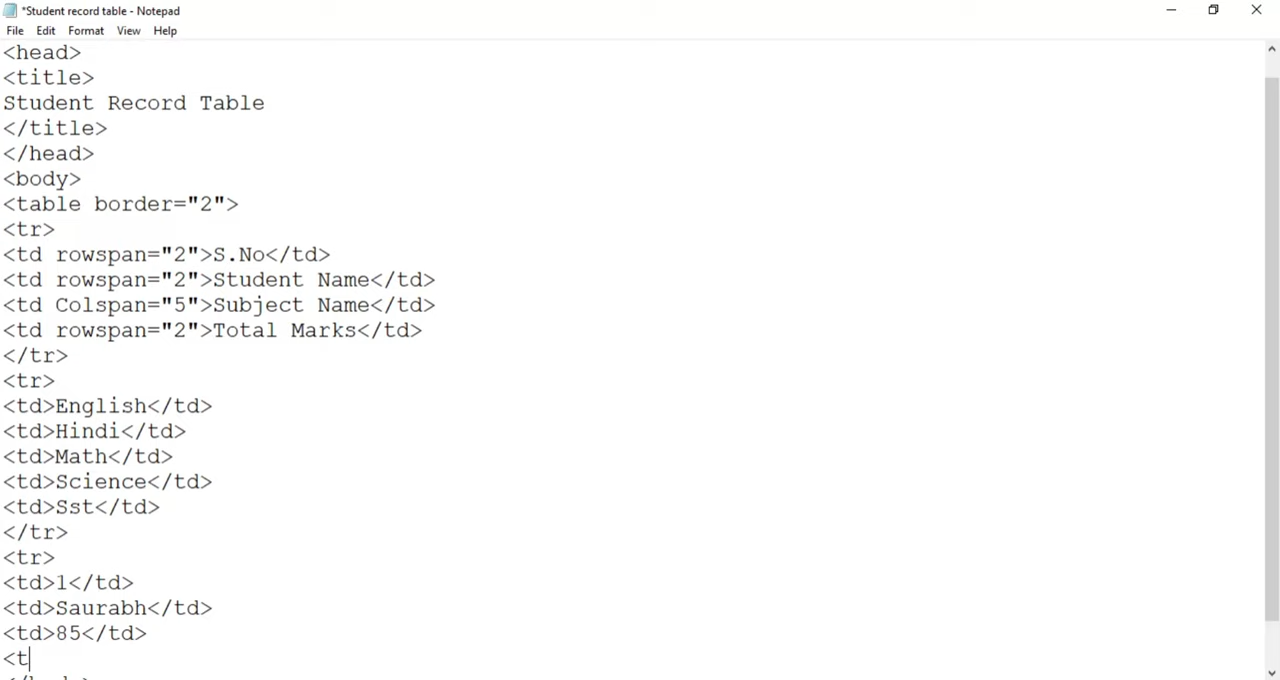 *Student record table - Notepad
File Edit Format View Help
<head>
<title>
Student Record Table
</title>
</head>
<body>
<table border="2">
<tr>
<td rowspan="2">S.No</td>
<td rowspan="2">Student Name</td>
<td Colspan="5">Subject Name</td>
<td rowspan="2">Total Marks</td>
</tr>
<tr>
<td>English</td>
<td>Hindi</td>
<td>Math</td>
<td>Science</td>
<td>Sst</td>
</tr>
<tr>
<td>1</td>
<td>Saurabh</td>
<td>85</td>
<t